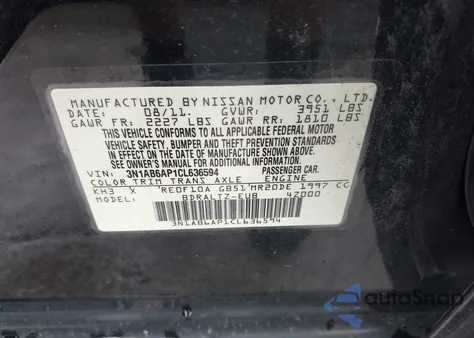 MANUFACTURED BY NISSAN MOTOR CO., LTD.
DATE: 08/11. GVWR: 3951 LBS
GAWR FR: 2227 LBS GAWR RR: 1810 LBS
THIS VEHICLE CONFORMS TO ALL APPLICABLE FEDERAL MOTOR
VEHICLE SAFETY, BUMPER, AND THEFT PREVENTION STANDARDS
IN EFFECT ON THE DATE OF MANUFACTURE SHOWN ABOVE.
SEE OWNER'S MANUAL FOR ADDITIONAL INFORMATION.
VEHICLE I.D. NO.: 3N1AB6AP1CL636594 PASSENGER CAR
COLOR TRIM TRANS AXLE ENGINE
KH3 X RE0F10A GB51 MR20DE 1997 CC
MODEL: BDRALTZ-EUB 4Z000
3N1AB6AP1CL636594
autoSnap